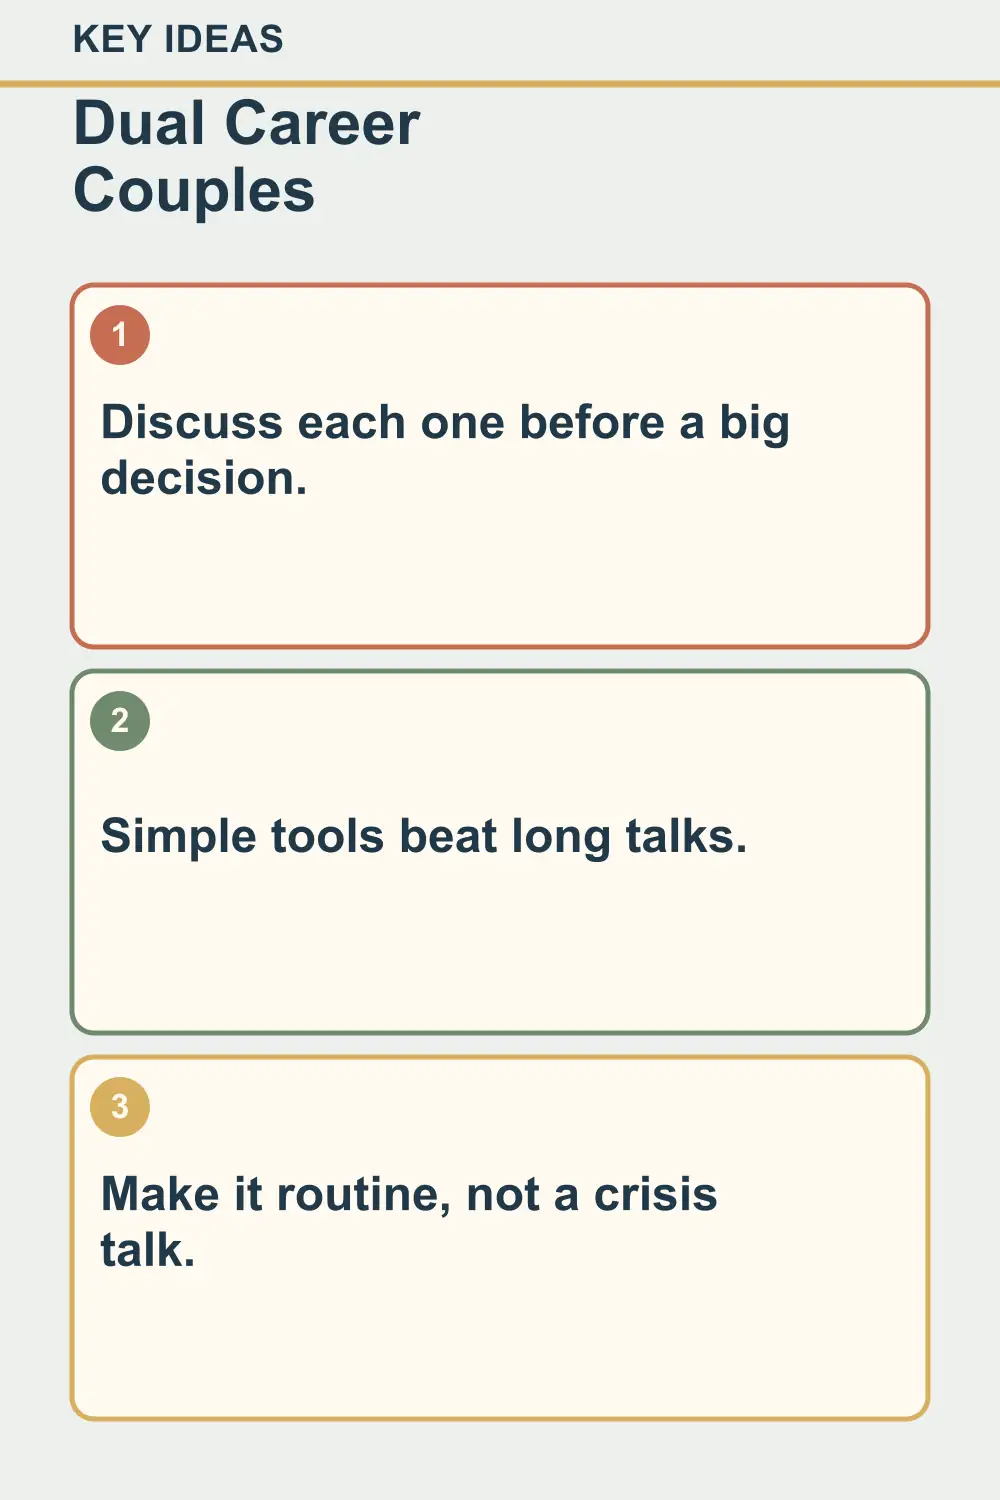 KEY IDEAS
Dual Career
Couples
1
Discuss each one before a big
decision.
2
Simple tools beat long talks.
3
Make it routine, not a crisis
talk.